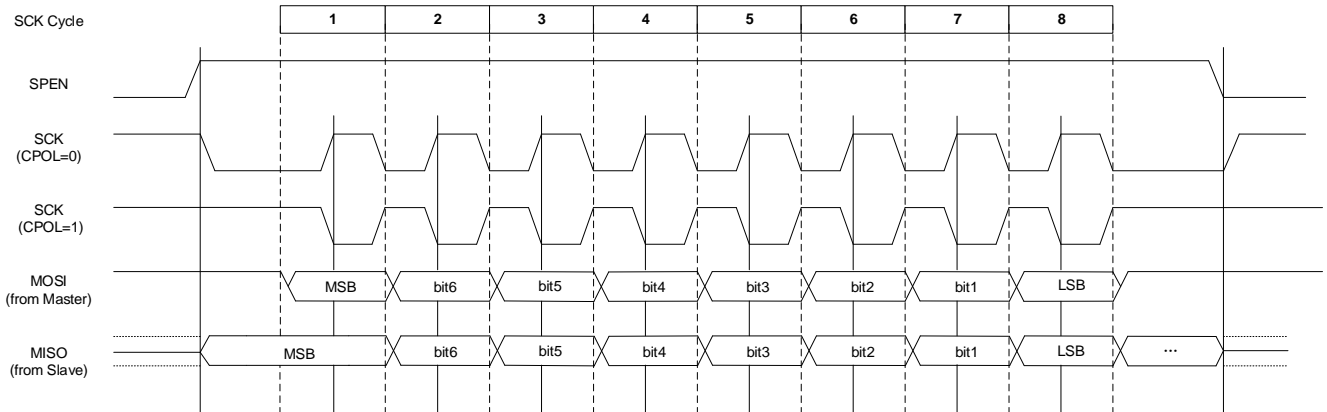 SCK Cycle 1 2 3 4 5 6 7 8
SPEN
SCK
(CPOL=0)
SCK
(CPOL=1)
MOSI
(from Master)
MSB bit6 bit5 bit4 bit3 bit2 bit1 LSB
MISO
(from Slave)
MSB bit6 bit5 bit4 bit3 bit2 bit1 LSB ...